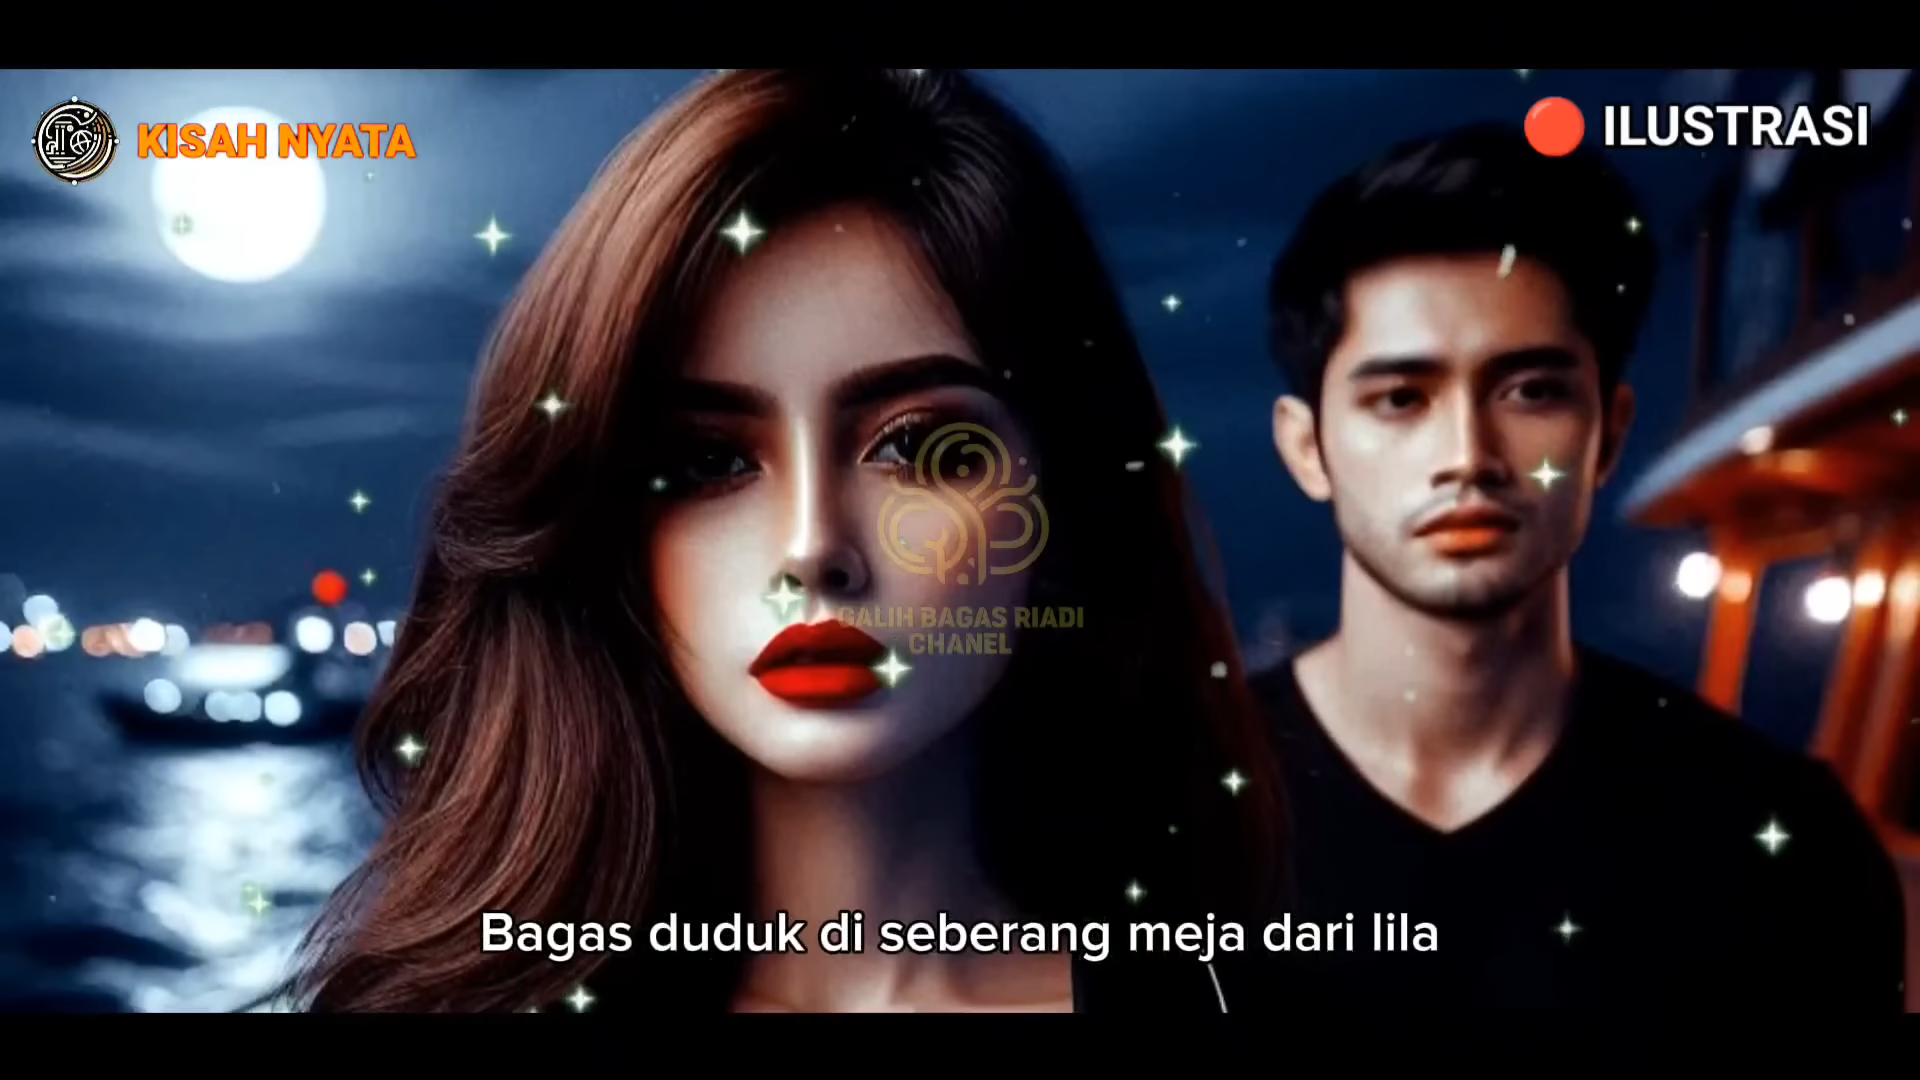 KISAH NYATA
ILUSTRASI
GALIH BAGAS RIADI
CHANEL
Bagas duduk di seberang meja dari lila